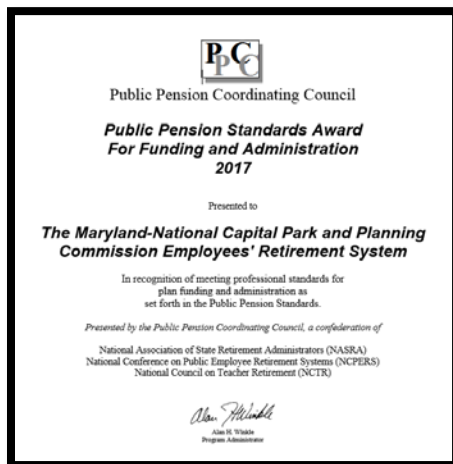 PPCC
Public Pension Coordinating Council
Public Pension Standards Award
For Funding and Administration
2017
Presented to
The Maryland-National Capital Park and Planning
Commission Employees' Retirement System
In recognition of meeting professional standards for
plan funding and administration as
set forth in the Public Pension Standards.
Presented by the Public Pension Coordinating Council, a confederation of
National Association of State Retirement Administrators (NASRA)
National Conference on Public Employee Retirement Systems (NCPERS)
National Council on Teacher Retirement (NCTR)
Alan H. Winkle
Alan H. Winkle
Program Administrator